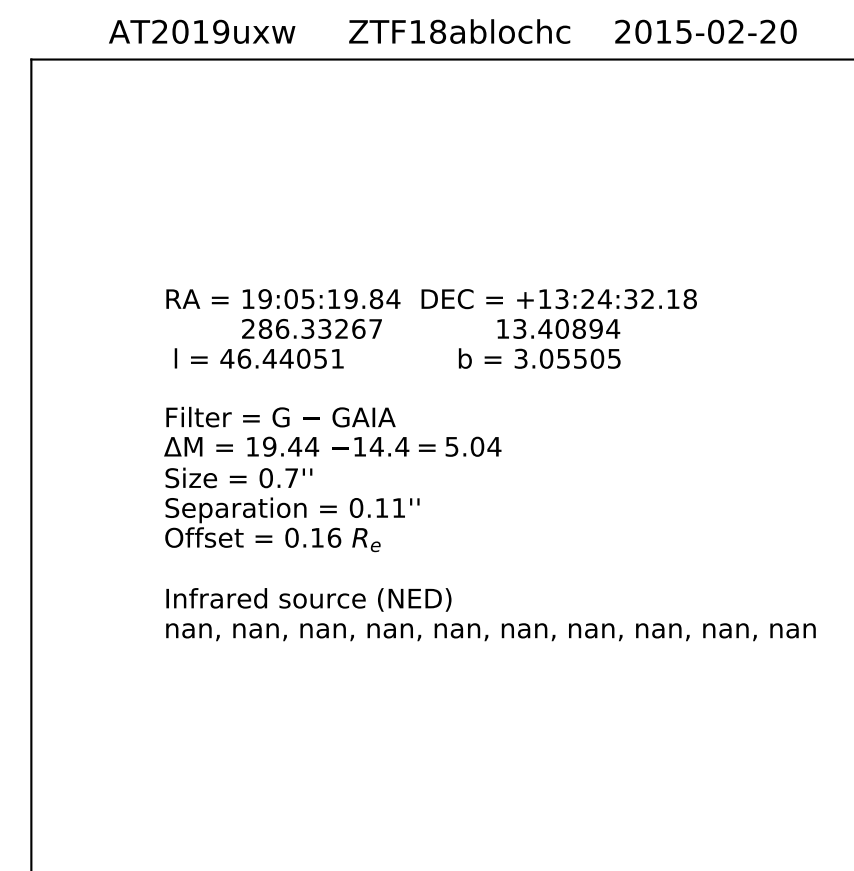 AT2019uxw ZTF18ablochc 2015-02-20
RA = 19:05:19.84 DEC = +13:24:32.18
286.33267 13.40894
l = 46.44051 b = 3.05505
Filter = G − GAIA
ΔM = 19.44 −14.4 = 5.04
Size = 0.7''
Separation = 0.11''
Offset = 0.16 Rₑ
Infrared source (NED)
nan, nan, nan, nan, nan, nan, nan, nan, nan, nan